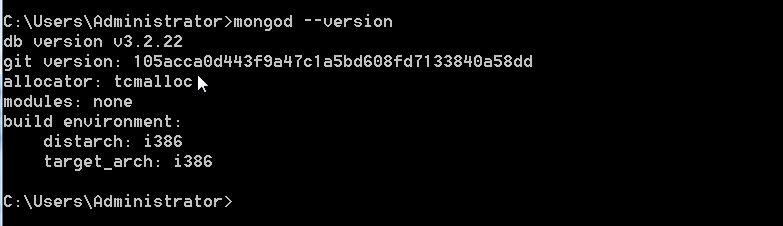 C:\Users\Administrator>mongod --version
db version v3.2.22
git version: 105acca0d443f9a47c1a5bd608fd7133840a58dd
allocator: tcmalloc
modules: none
build environment:
    distarch: i386
    target_arch: i386
C:\Users\Administrator>